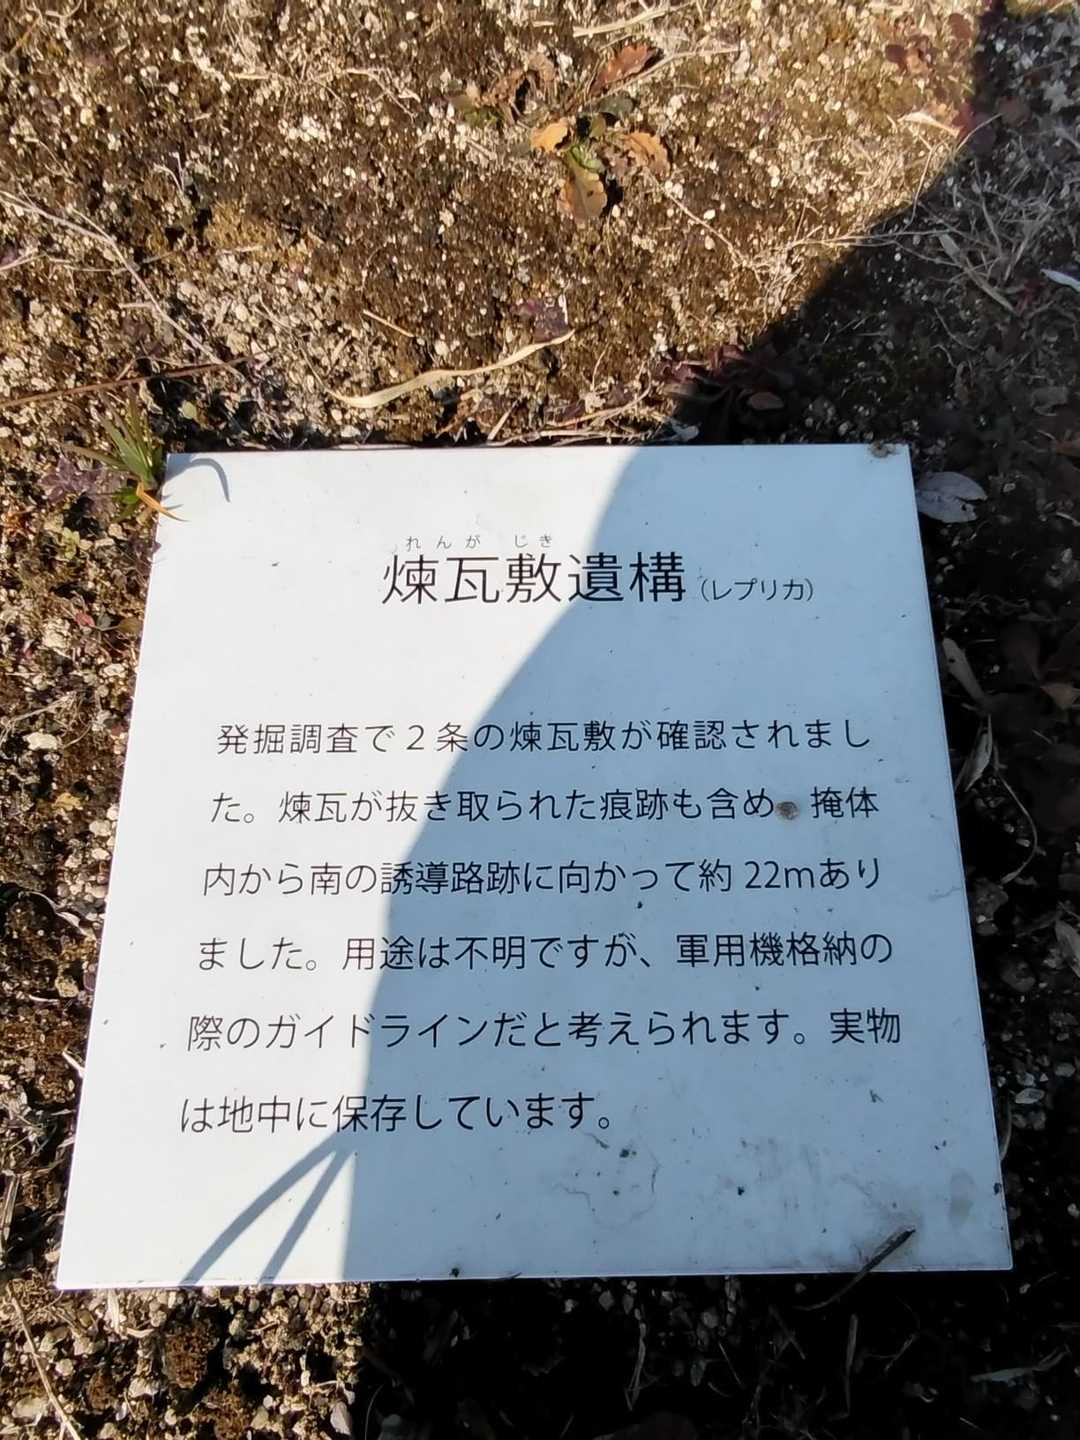 れんが じき
煉瓦敷遺構（レプリカ）
発掘調査で２条の煉瓦敷が確認されまし
た。煉瓦が抜き取られた痕跡も含め 掩体
内から南の誘導路跡に向かって約 22mあり
ました。用途は不明ですが、軍用機格納の
際のガイドラインだと考えられます。実物
は地中に保存しています。